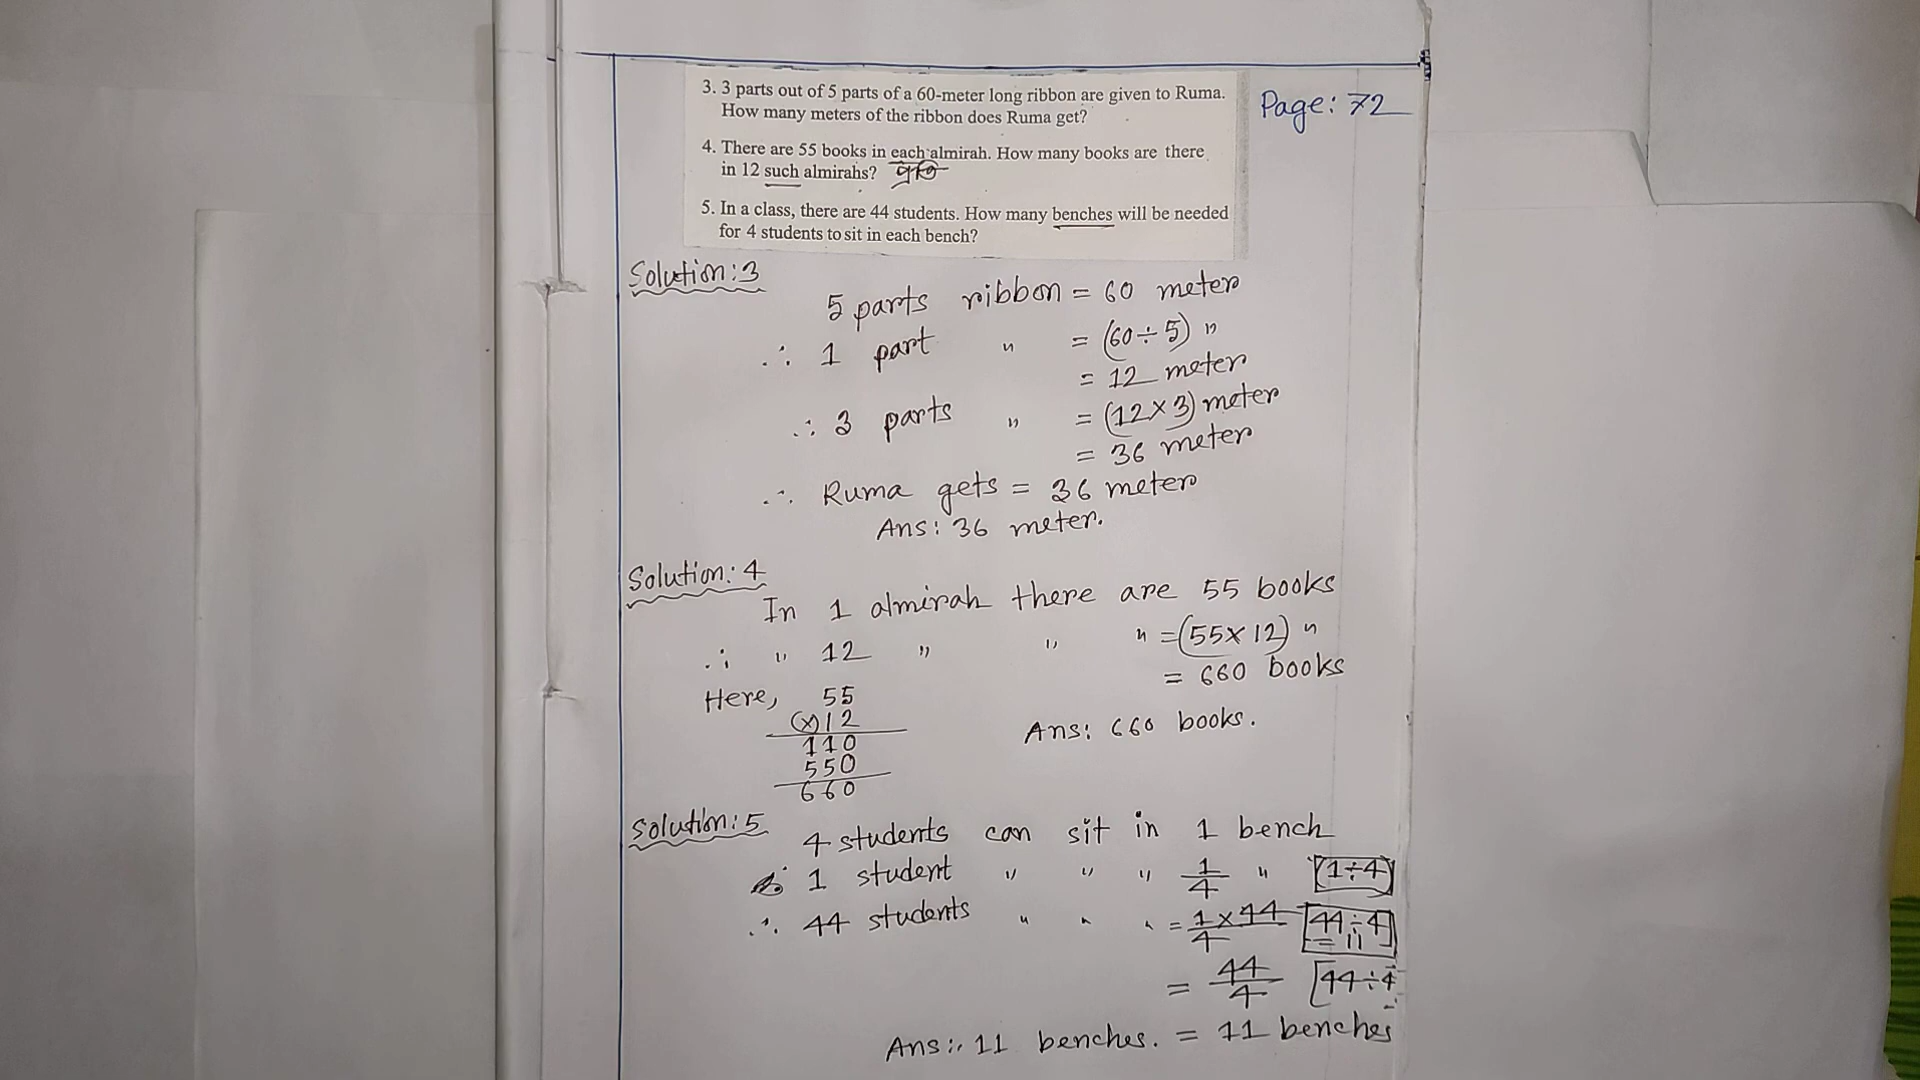 3. 3 parts out of 5 parts of a 60-meter long ribbon are given to Ruma.
How many meters of the ribbon does Ruma get?
Page: 72
4. There are 55 books in each almirah. How many books are there
in 12 such almirahs?
5. In a class, there are 44 students. How many benches will be needed
for 4 students to sit in each bench?
Solution: 3
5 parts ribbon = 60 meter
∴ 1 part " = (60÷5) "
= 12 meter
∴ 3 parts " = (12×3) meter
= 36 meter
∴ Ruma gets = 36 meter
Ans: 36 meter.
Solution: 4
In 1 almirah there are 55 books
∴ " 12 " " " =(55×12) "
= 660 books
Here, 55
(×)12
110
550
660
Ans: 660 books.
Solution: 5
4 students can sit in 1 bench
∴ 1 student " " " 1/4 " [1÷4]
∴ 44 students " " " = 1×44/4 [44÷4
= 11]
= 44/4 [44÷4
Ans:. 11 benches. = 11 benches